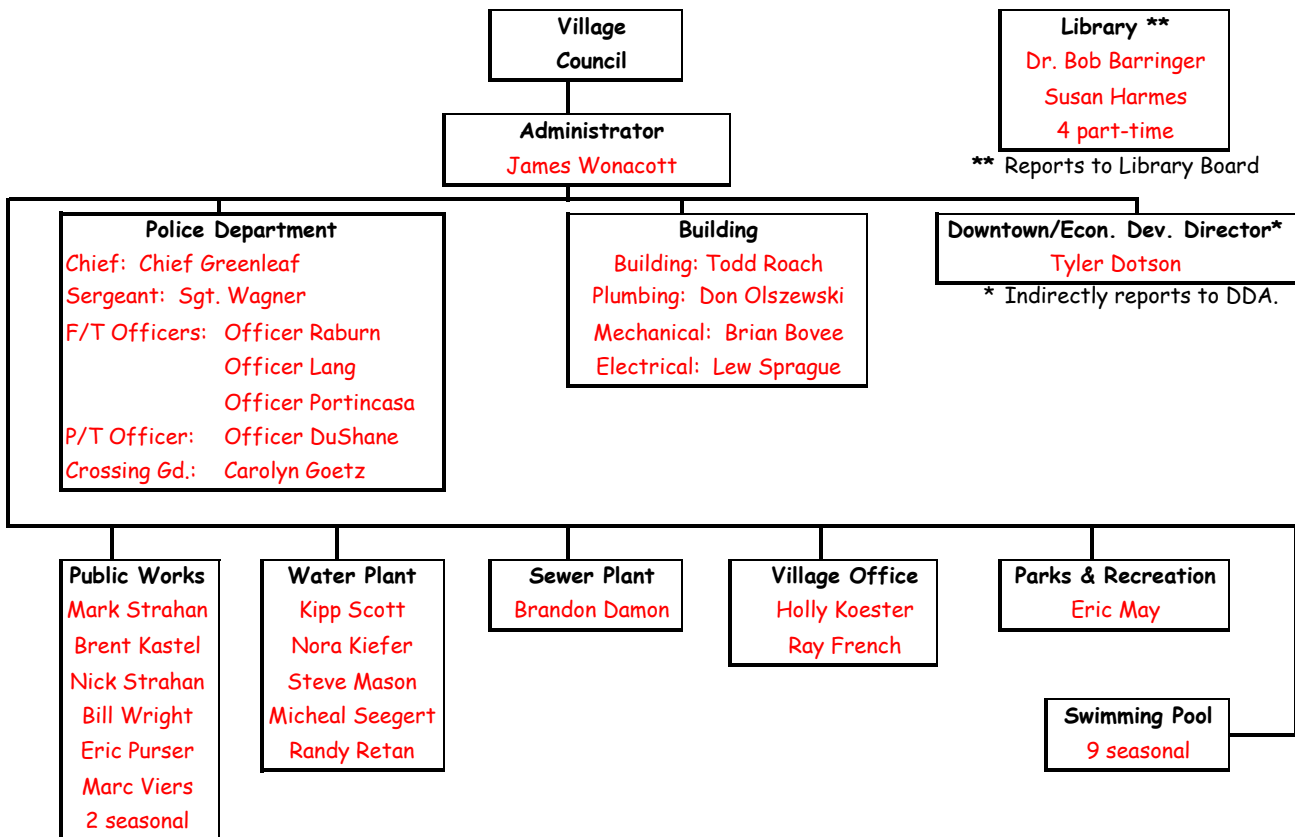 Village
Council
Library **
Dr. Bob Barringer
Susan Harmes
4 part-time
** Reports to Library Board
Administrator
James Wonacott
Police Department
Chief: Chief Greenleaf
Sergeant: Sgt. Wagner
F/T Officers: Officer Raburn
Officer Lang
Officer Portincasa
P/T Officer: Officer DuShane
Crossing Gd.: Carolyn Goetz
Building
Building: Todd Roach
Plumbing: Don Olszewski
Mechanical: Brian Bovee
Electrical: Lew Sprague
Downtown/Econ. Dev. Director*
Tyler Dotson
* Indirectly reports to DDA.
Public Works
Mark Strahan
Brent Kastel
Nick Strahan
Bill Wright
Eric Purser
Marc Viers
2 seasonal
Water Plant
Kipp Scott
Nora Kiefer
Steve Mason
Micheal Seegert
Randy Retan
Sewer Plant
Brandon Damon
Village Office
Holly Koester
Ray French
Parks & Recreation
Eric May
Swimming Pool
9 seasonal